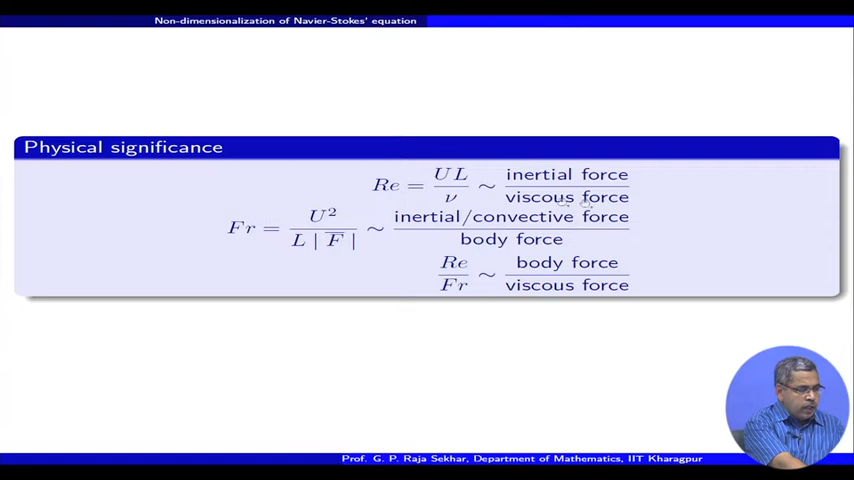 Non-dimensionalization of Navier-Stokes' equation
Physical significance
Re = UL/ν ∼ inertial force/viscous force
Fr = U²/(L | F̅ |) ∼ inertial/convective force/body force
Re/Fr ∼ body force/viscous force
Prof. G. P. Raja Sekhar, Department of Mathematics, IIT Kharagpur